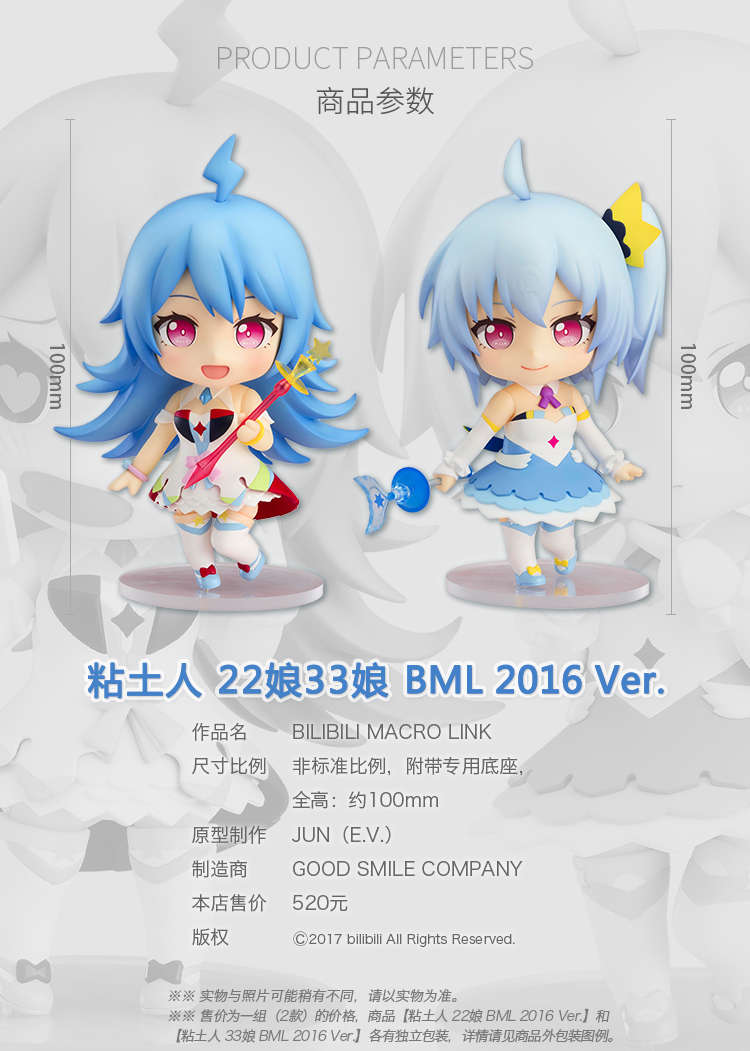 PRODUCT PARAMETERS
商品参数
100mm
100mm
粘土人 22娘33娘 BML 2016 Ver.
作品名 BILIBILI MACRO LINK
尺寸比例 非标准比例，附带专用底座，
全高：约100mm
原型制作 JUN（E.V.）
制造商 GOOD SMILE COMPANY
本店售价 520元
版权 ©2017 bilibili All Rights Reserved.
※※ 实物与照片可能稍有不同，请以实物为准。
※※ 售价为一组（2款）的价格，商品【粘土人 22娘 BML 2016 Ver.】和
【粘土人 33娘 BML 2016 Ver.】各有独立包装，详情请见商品外包装图例。